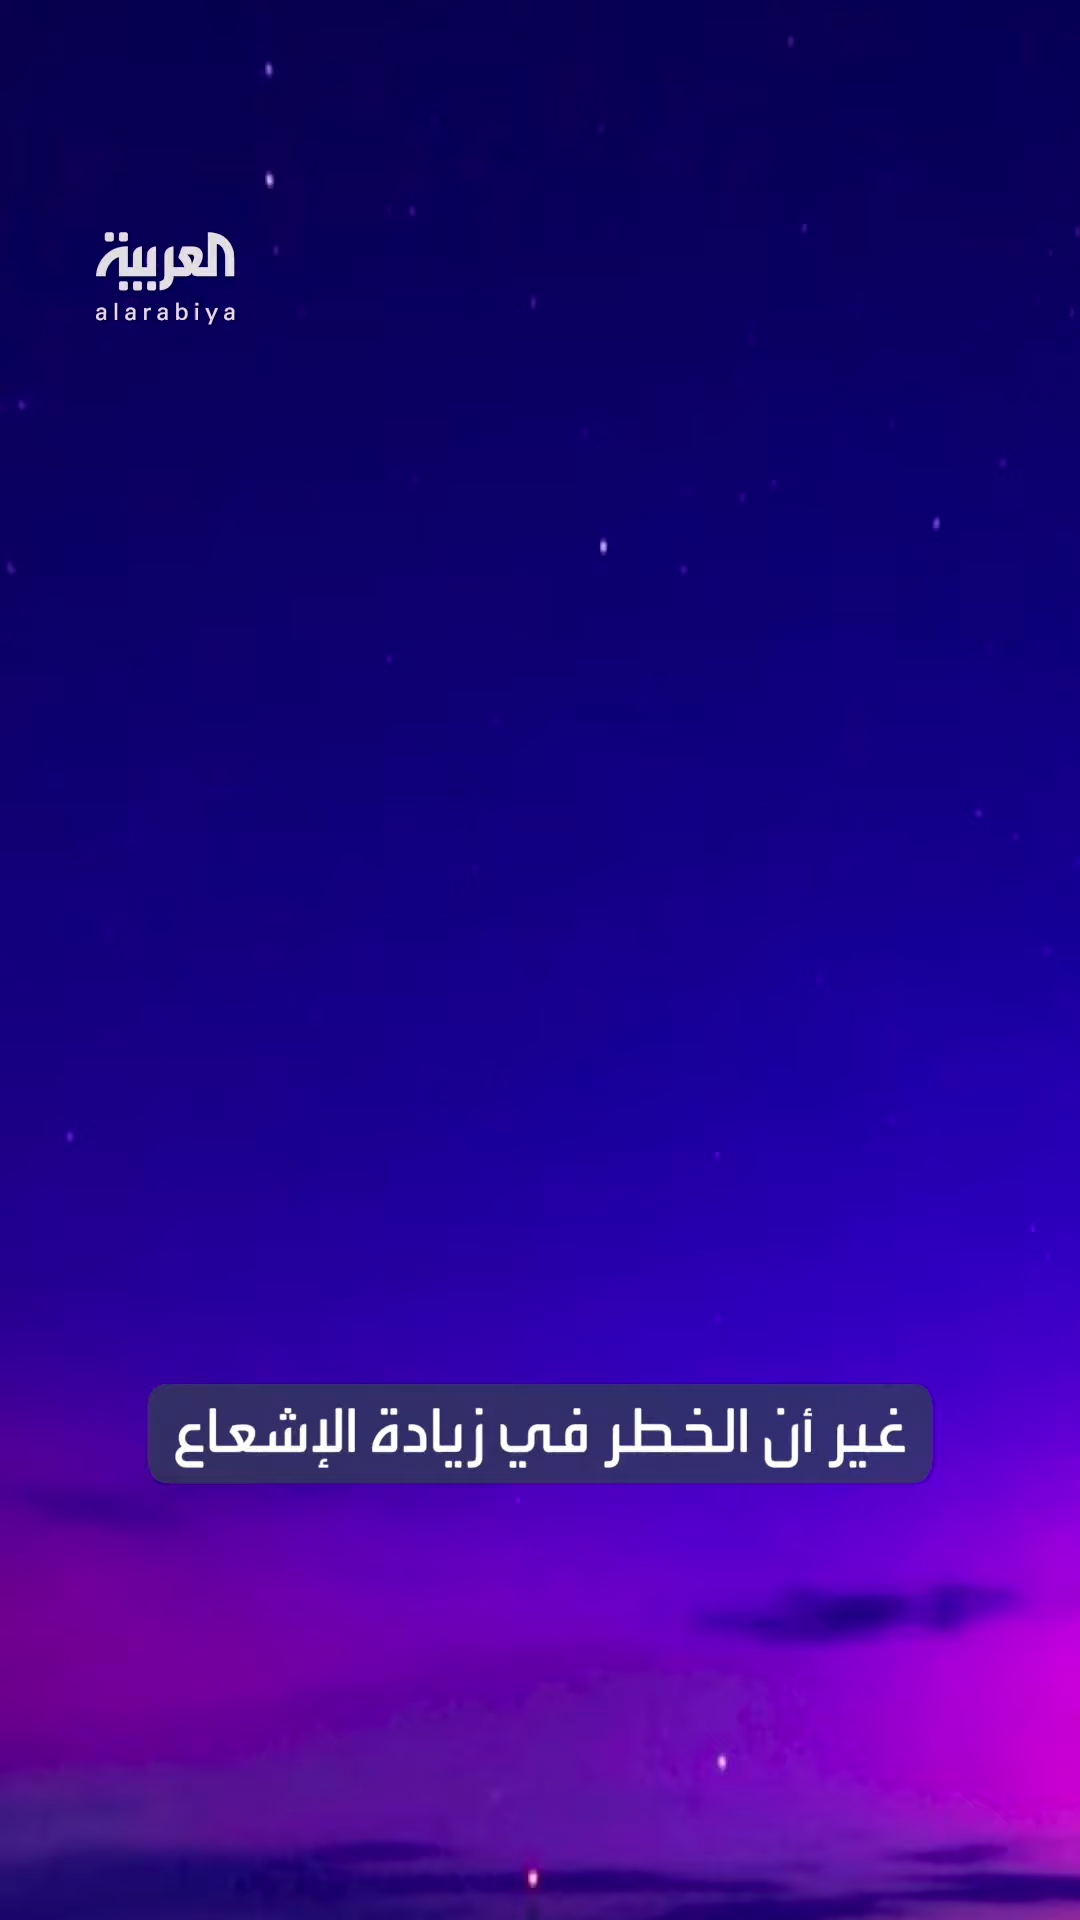 العربية
alarabiya
غير أن الخطر في زيادة الإشعاع